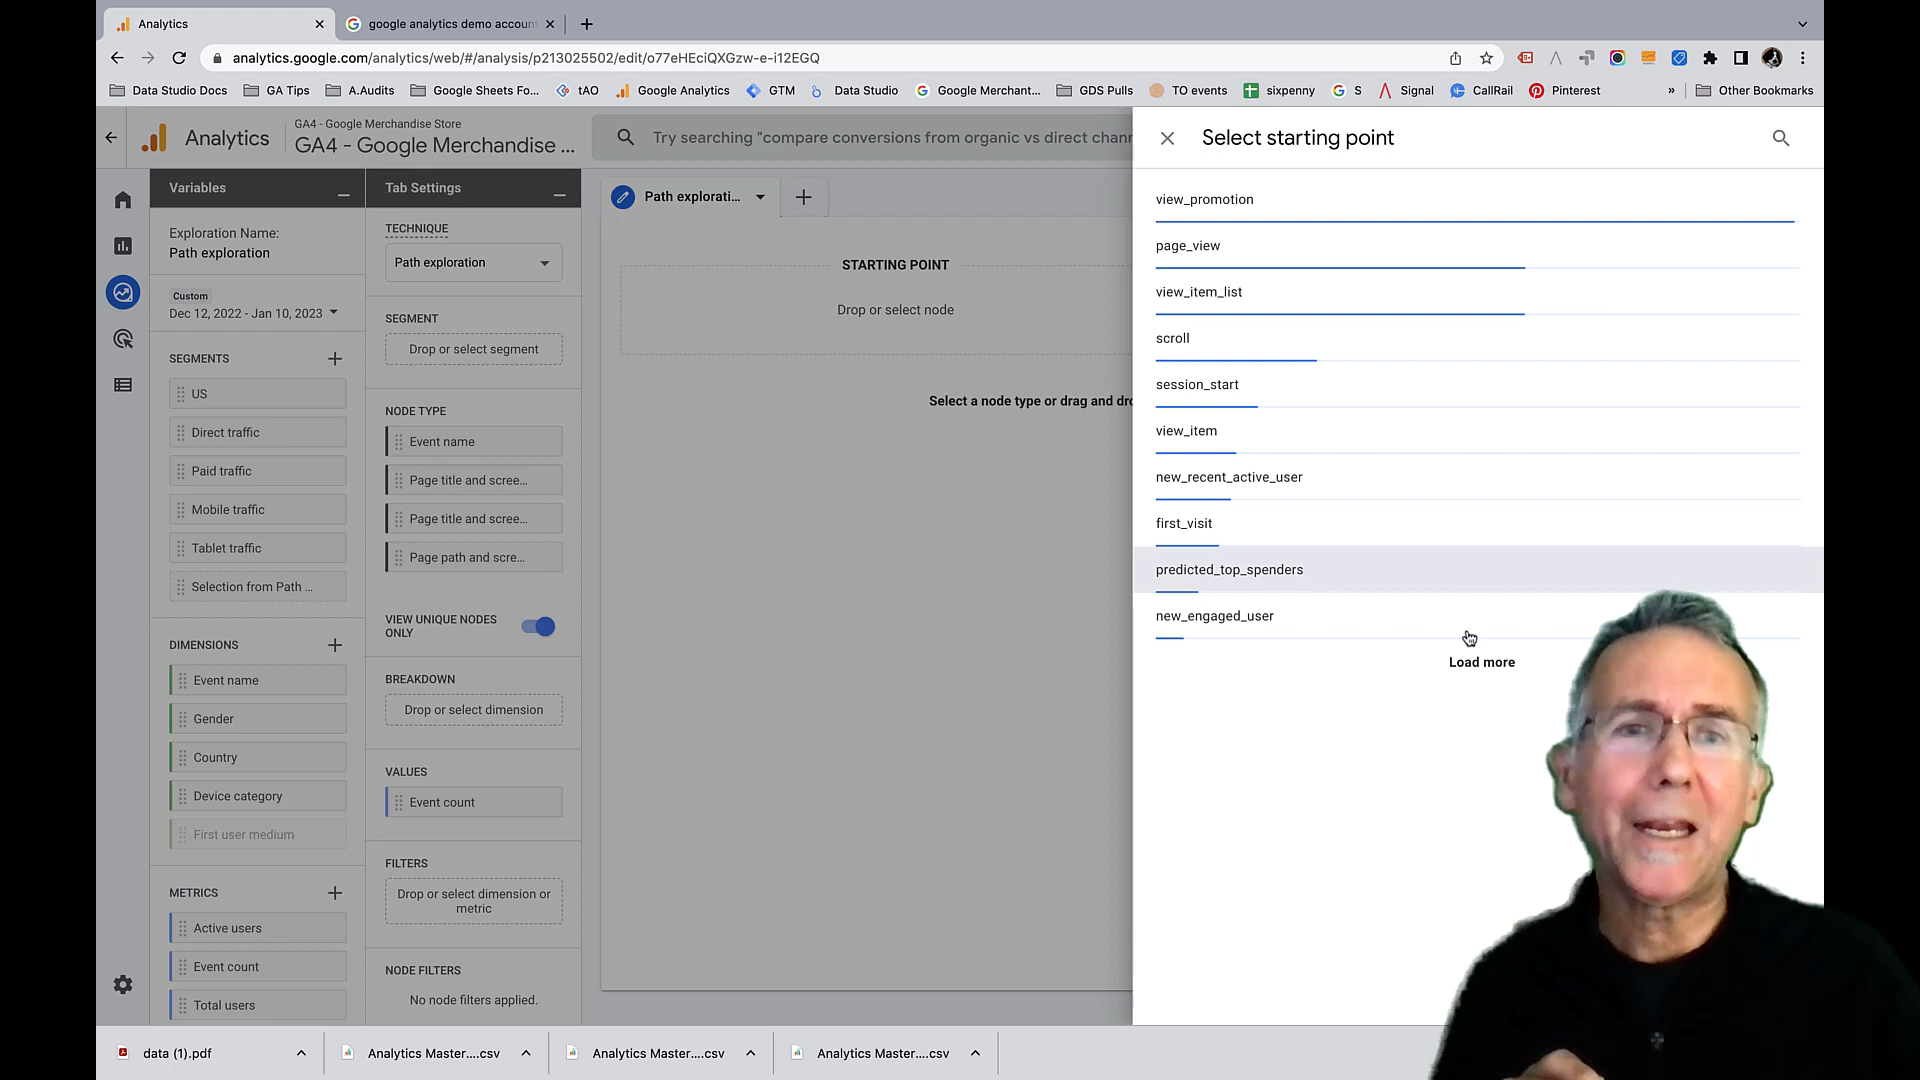 Analytics
google analytics demo accoun
analytics.google.com/analytics/web/#/analysis/p213025502/edit/o77eHEciQXGzw-e-i12EGQ
Data Studio Docs
GA Tips
A.Audits
Google Sheets Fo...
tAO
Google Analytics
GTM
Data Studio
Google Merchant...
GDS Pulls
TO events
sixpenny
S
Signal
CallRail
Pinterest
»
Other Bookmarks
Analytics
GA4 - Google Merchandise Store
GA4 - Google Merchandise ...
Try searching "compare conversions from organic vs direct chann
Select starting point
Variables
Exploration Name:
Path exploration
Custom
Dec 12, 2022 - Jan 10, 2023
SEGMENTS
US
Direct traffic
Paid traffic
Mobile traffic
Tablet traffic
Selection from Path ...
DIMENSIONS
Event name
Gender
Country
Device category
First user medium
METRICS
Active users
Event count
Total users
Tab Settings
TECHNIQUE
Path exploration
SEGMENT
Drop or select segment
NODE TYPE
Event name
Page title and scree...
Page title and scree...
Page path and scre...
VIEW UNIQUE NODES
ONLY
BREAKDOWN
Drop or select dimension
VALUES
Event count
FILTERS
Drop or select dimension or
metric
NODE FILTERS
No node filters applied.
Path explorati...
STARTING POINT
Drop or select node
Select a node type or drag and dro
view_promotion
page_view
view_item_list
scroll
session_start
view_item
new_recent_active_user
first_visit
predicted_top_spenders
new_engaged_user
Load more
data (1).pdf
Analytics Master....csv
Analytics Master....csv
Analytics Master....csv